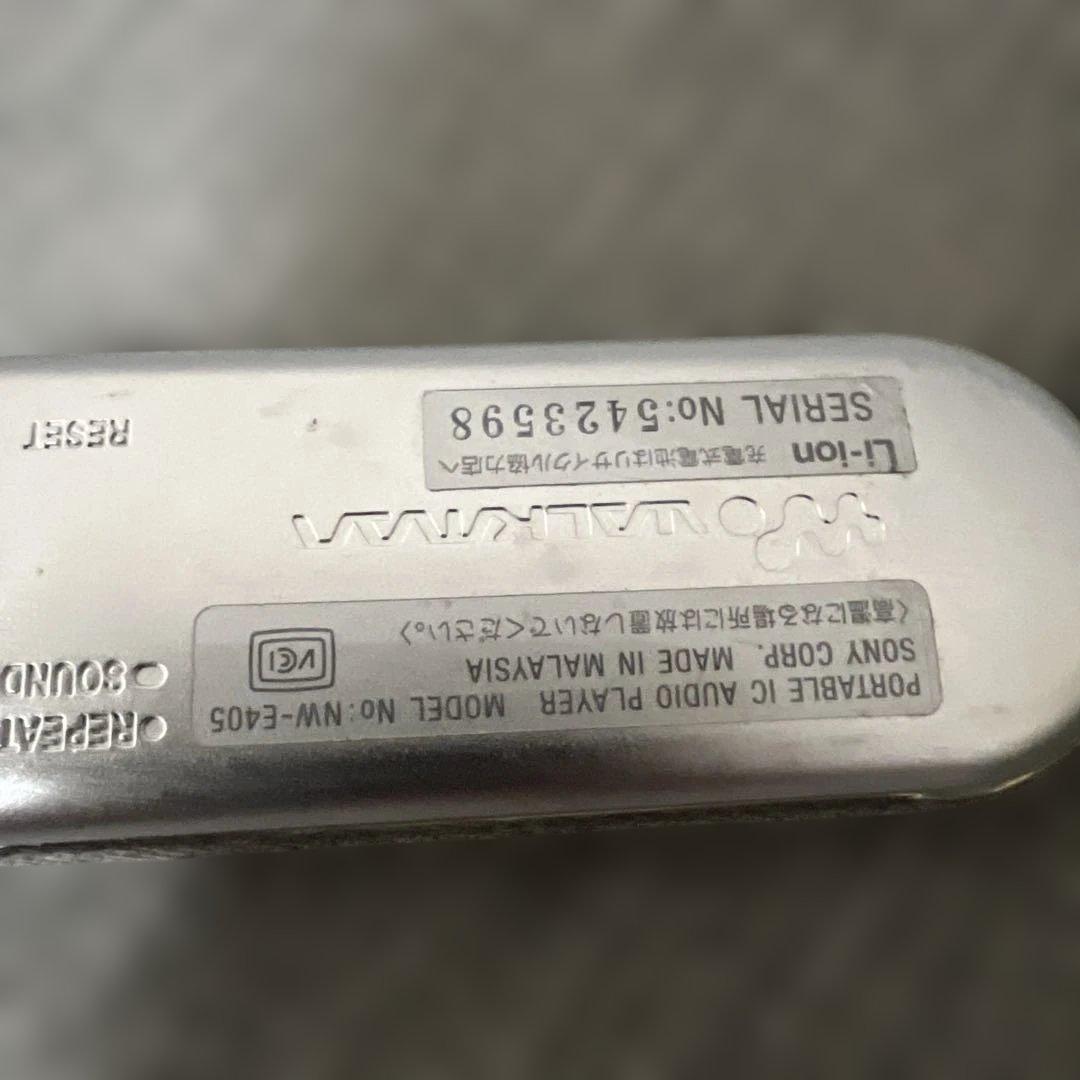 PORTABLE IC AUDIO PLAYER MODEL No:NW-E405
SONY CORP. MADE IN MALAYSIA
〈高温になる場所には放置しないでください。〉
VCI
WALKMAN
Li-ion 充電式電池はリサイクル協力店へ
SERIAL No:5423598
REPEAT
SOUND
RESET